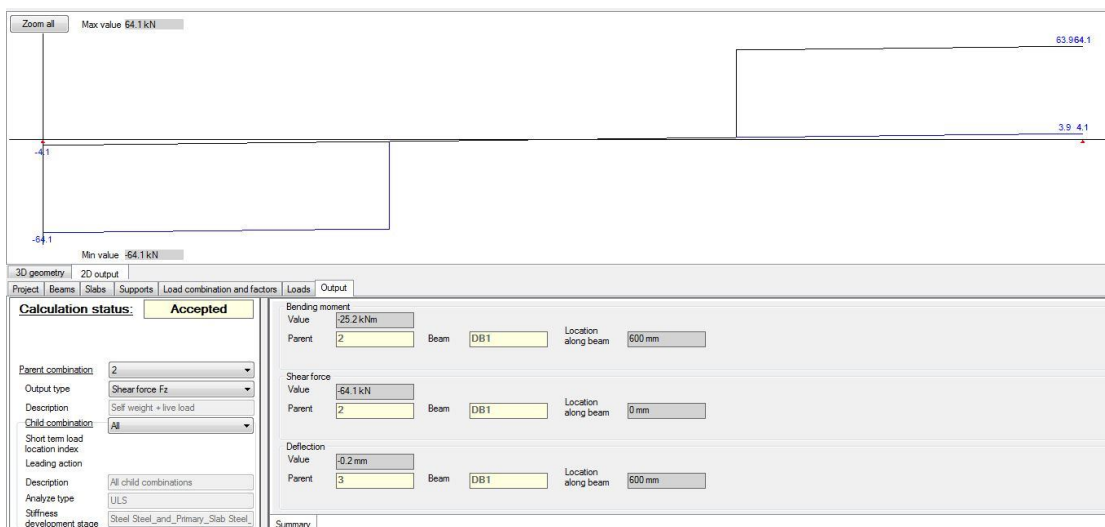 Zoom all Max value 64.1 kN
63.964.1
3.9 4.1
-4.1
-64.1
Min value -64.1 kN
3D geometry 2D output
Project Beams Slabs Supports Load combination and factors Loads Output
Calculation status: Accepted
Parent combination 2
Output type Shear force Fz
Description Self weight + live load
Child combination All
Short term load
location index
Leading action
Description All child combinations
Analyze type ULS
Stiffness
development stage Steel Steel_and_Primary_Slab Steel_
Bending moment
Value -25.2 kNm
Parent 2 Beam DB1 Location
along beam 600 mm
Shear force
Value -64.1 kN
Parent 2 Beam DB1 Location
along beam 0 mm
Deflection
Value -0.2 mm
Parent 3 Beam DB1 Location
along beam 600 mm
Summary